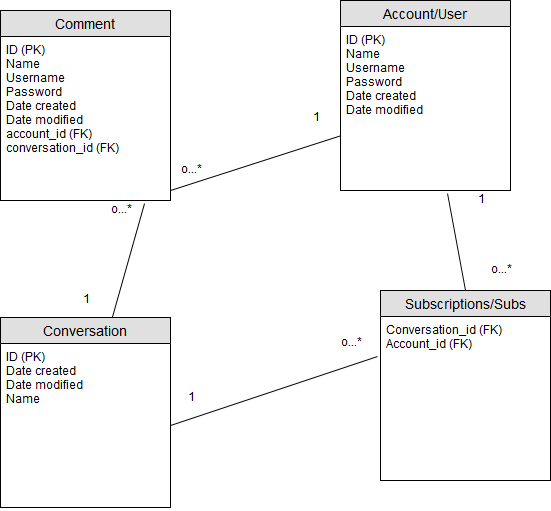 Comment
ID (PK)
Name
Username
Password
Date created
Date modified
account_id (FK)
conversation_id (FK)
Account/User
ID (PK)
Name
Username
Password
Date created
Date modified
1
o...*
o...*
1
1
o...*
Conversation
ID (PK)
Date created
Date modified
Name
1
o...*
Subscriptions/Subs
Conversation_id (FK)
Account_id (FK)